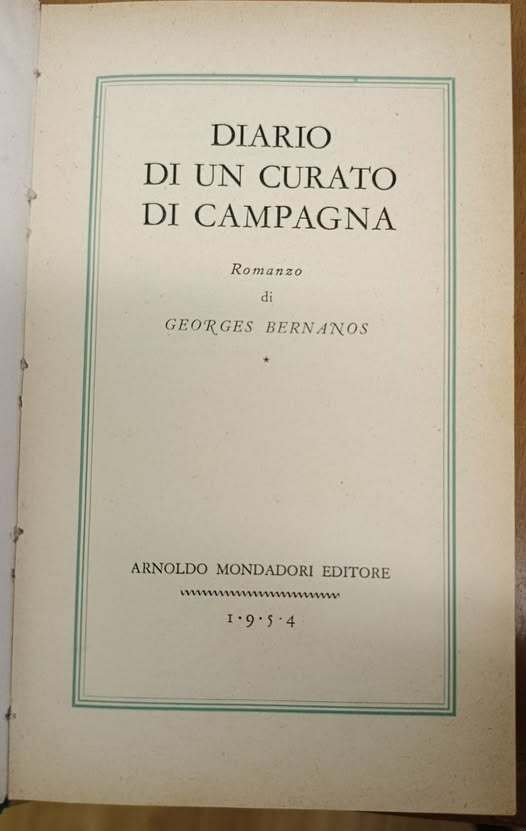 DIARIO
DI UN CURATO
DI CAMPAGNA
Romanzo
di
GEORGES BERNANOS
*
ARNOLDO MONDADORI EDITORE
1•9•5•4